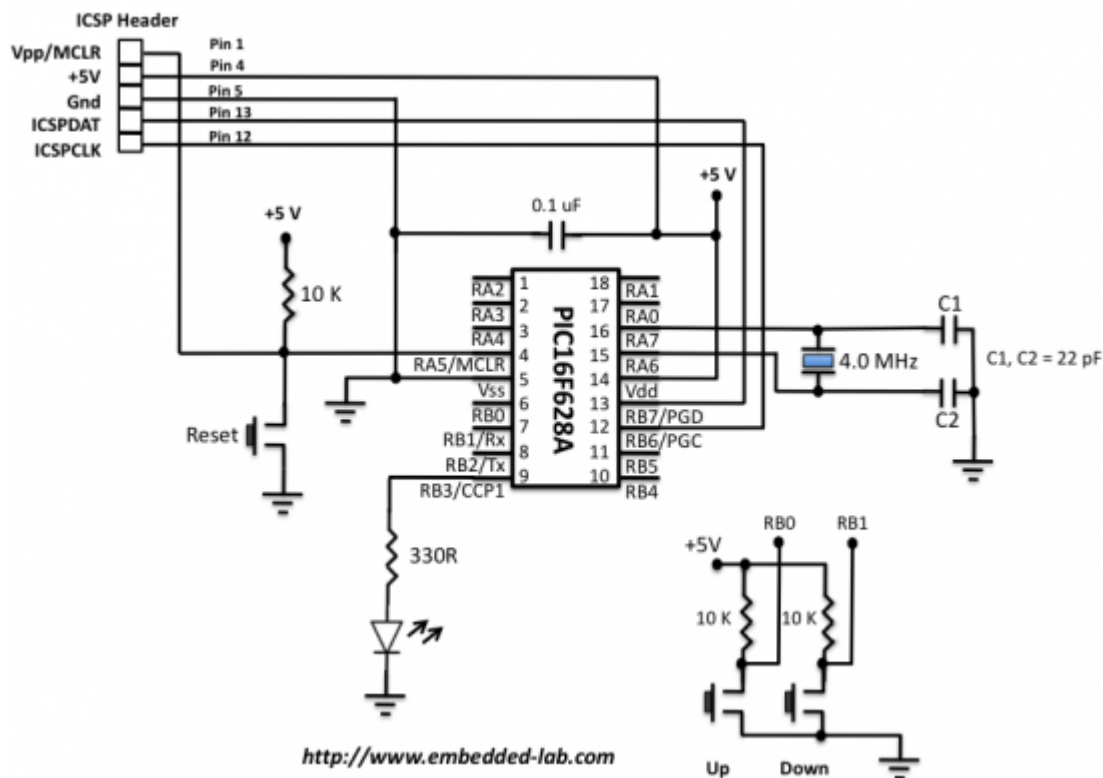 ICSP Header
Vpp/MCLR
Pin 1
+5V
Pin 4
Gnd
Pin 5
ICSPDAT
Pin 13
ICSPCLK
Pin 12
+5 V
0.1 uF
+5 V
10 K
PIC16F628A
1
RA2
2
RA3
3
RA4
4
RA5/MCLR
5
Vss
6
RB0
7
RB1/Rx
8
RB2/Tx
9
RB3/CCP1
18
RA1
17
RA0
16
RA7
15
RA6
14
Vdd
13
RB7/PGD
12
RB6/PGC
11
RB5
10
RB4
C1
4.0 MHz
C1, C2 = 22 pF
C2
Reset
330R
RB0
RB1
+5V
10 K
10 K
Up
Down
http://www.embedded-lab.com